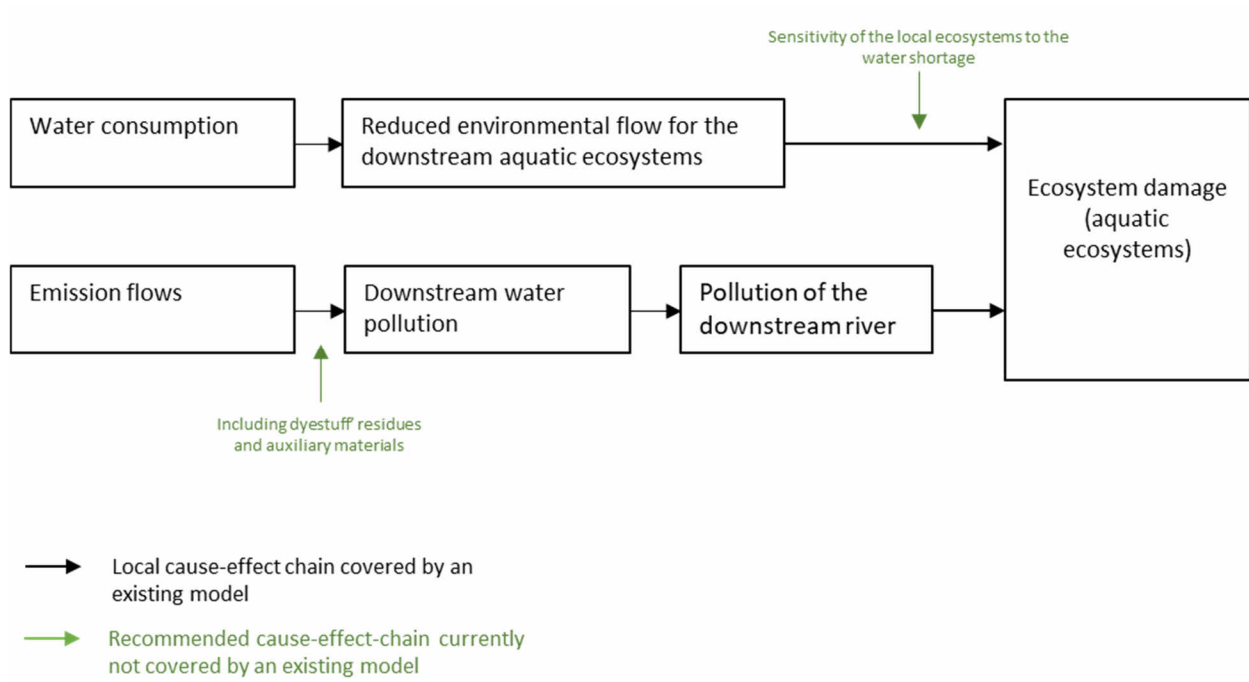 Sensitivity of the local ecosystems to the
water shortage
Water consumption
Reduced environmental flow for the
downstream aquatic ecosystems
Ecosystem damage
(aquatic
ecosystems)
Emission flows
Downstream water
pollution
Pollution of the
downstream river
Including dyestuff’ residues
and auxiliary materials
Local cause-effect chain covered by an
existing model
Recommended cause-effect-chain currently
not covered by an existing model